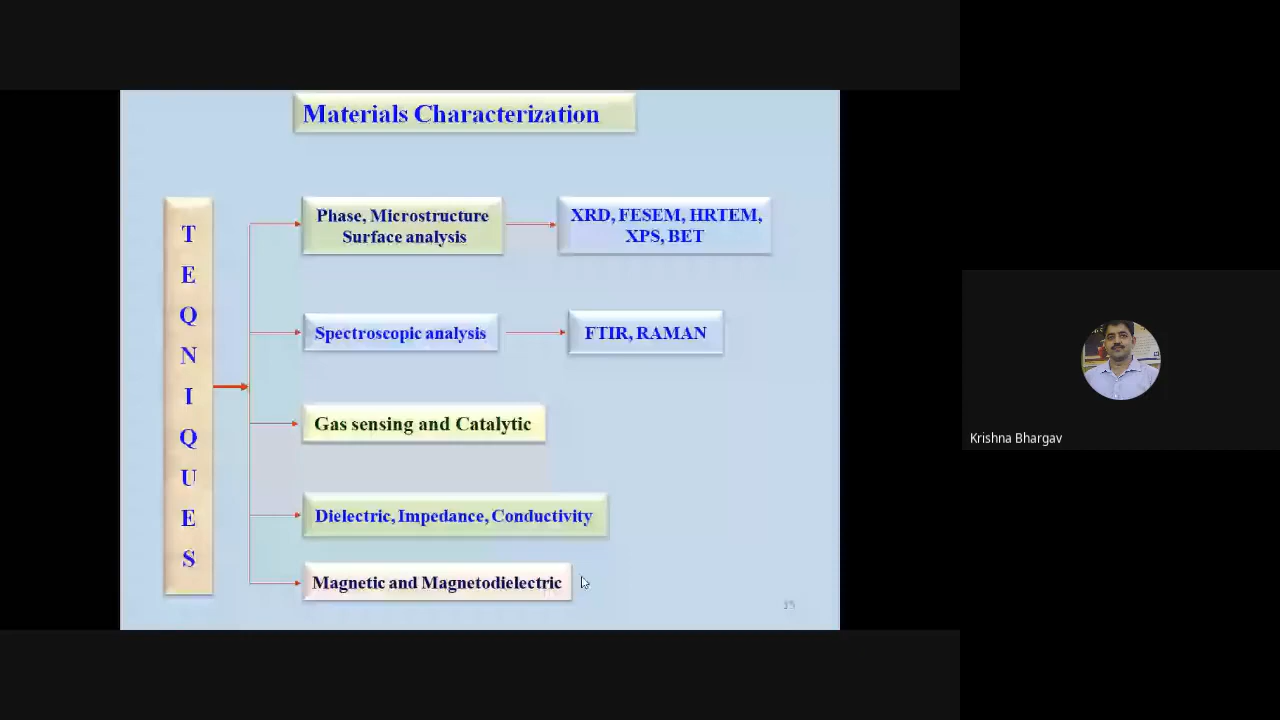 Materials Characterization
T
E
Q
N
I
Q
U
E
S
Phase, Microstructure
Surface analysis
XRD, FESEM, HRTEM,
XPS, BET
Spectroscopic analysis
FTIR, RAMAN
Gas sensing and Catalytic
Dielectric, Impedance, Conductivity
Magnetic and Magnetodielectric
Krishna Bhargav